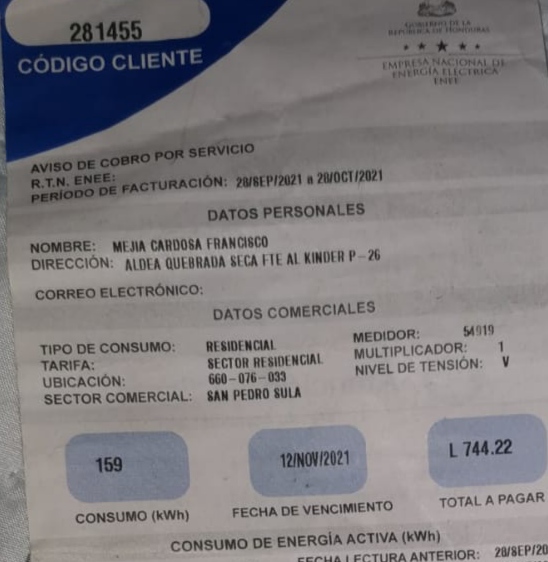 281455
CÓDIGO CLIENTE
GOBIERNO DE LA
REPÚBLICA DE HONDURAS
EMPRESA NACIONAL DE
ENERGÍA ELÉCTRICA
ENEE
AVISO DE COBRO POR SERVICIO
R.T.N. ENEE:
PERÍODO DE FACTURACIÓN: 28/SEP/2021 a 28/OCT/2021
DATOS PERSONALES
NOMBRE: MEJIA CARDOSA FRANCISCO
DIRECCIÓN: ALDEA QUEBRADA SECA FTE AL KINDER P-26
CORREO ELECTRÓNICO:
DATOS COMERCIALES
TIPO DE CONSUMO: RESIDENCIAL
TARIFA: SECTOR RESIDENCIAL
UBICACIÓN: 660-076-033
SECTOR COMERCIAL: SAN PEDRO SULA
MEDIDOR: 54919
MULTIPLICADOR: 1
NIVEL DE TENSIÓN: V
159
CONSUMO (kWh)
12/NOV/2021
FECHA DE VENCIMIENTO
L 744.22
TOTAL A PAGAR
CONSUMO DE ENERGÍA ACTIVA (kWh)
FECHA LECTURA ANTERIOR: 28/SEP/20